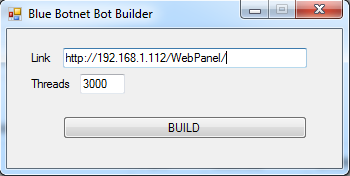 Blue Botnet Bot Builder
Link http://192.168.1.112/WebPanel/
Threads 3000
BUILD